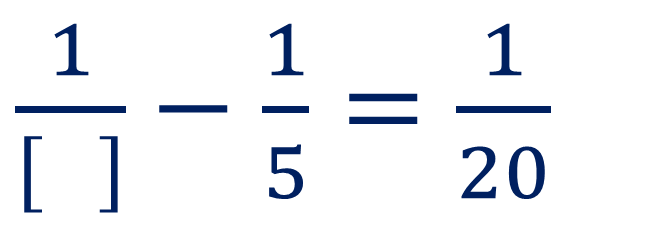 1/[ ] − 1/5 = 1/20